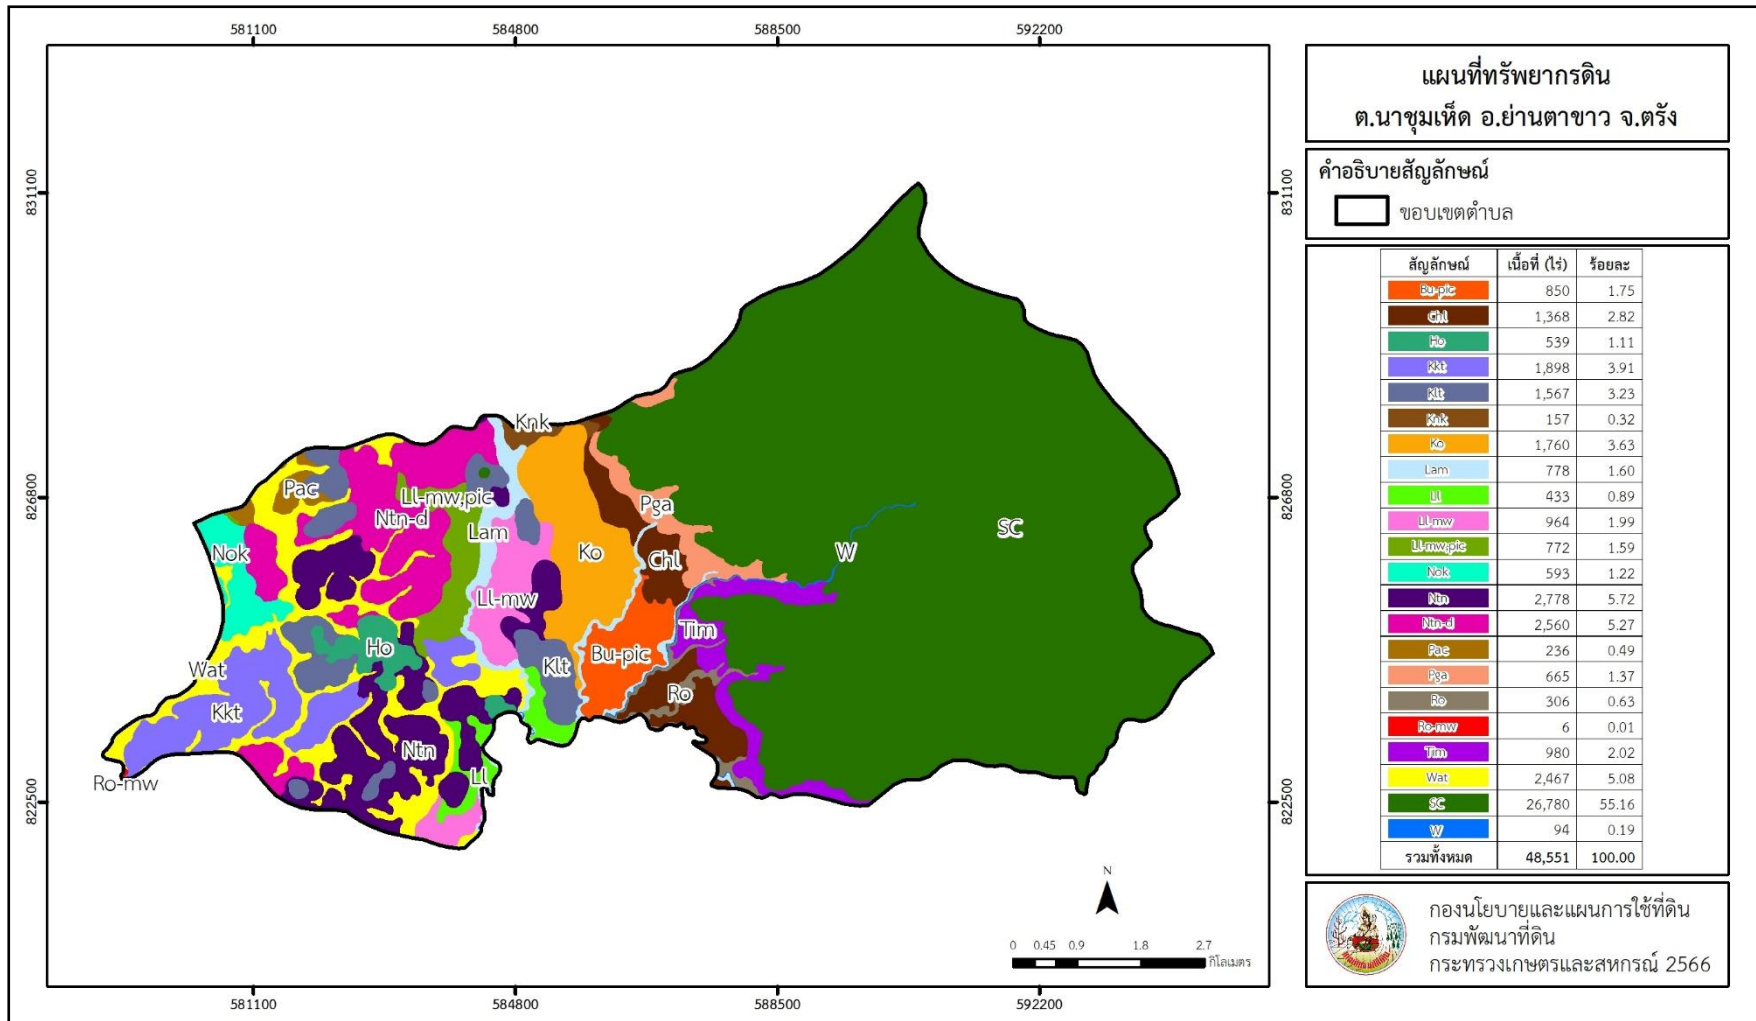 581100 584800 588500 592200
แผนที่ทรัพยากรดิน
ต.นาชุมเห็ด อ.ย่านตาขาว จ.ตรัง
คำอธิบายสัญลักษณ์
ขอบเขตตำบล
831100 831100
826800 826800
822500 822500
Knk
Pac
Ll-mw,pic
Ntn-d
Pga
SC
Lam
Nok
Ko
Chl
W
Ll-mw
Tim
Ho
Bu-pic
Wat
Klt
Ro
Kkt
Ntn
Ll
Ro-mw
สัญลักษณ์ เนื้อที่ (ไร่) ร้อยละ
Bu-pic 850 1.75
Chl 1,368 2.82
Ho 539 1.11
Kkt 1,898 3.91
Klt 1,567 3.23
Knk 157 0.32
Ko 1,760 3.63
Lam 778 1.60
Ll 433 0.89
Ll-mw 964 1.99
Ll-mw,pic 772 1.59
Nok 593 1.22
Ntn 2,778 5.72
Ntn-d 2,560 5.27
Pac 236 0.49
Pga 665 1.37
Ro 306 0.63
Ro-mw 6 0.01
Tim 980 2.02
Wat 2,467 5.08
SC 26,780 55.16
W 94 0.19
รวมทั้งหมด 48,551 100.00
N
0 0.45 0.9 1.8 2.7
กิโลเมตร
581100 584800 588500 592200
กองนโยบายและแผนการใช้ที่ดิน
กรมพัฒนาที่ดิน
กระทรวงเกษตรและสหกรณ์ 2566